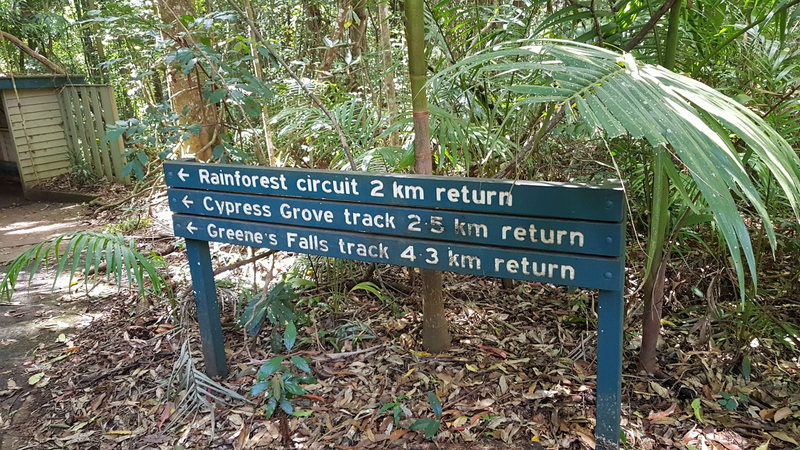 ← Rainforest circuit 2 km return
← Cypress Grove track 2·5 km return
← Greene's Falls track 4·3 km return